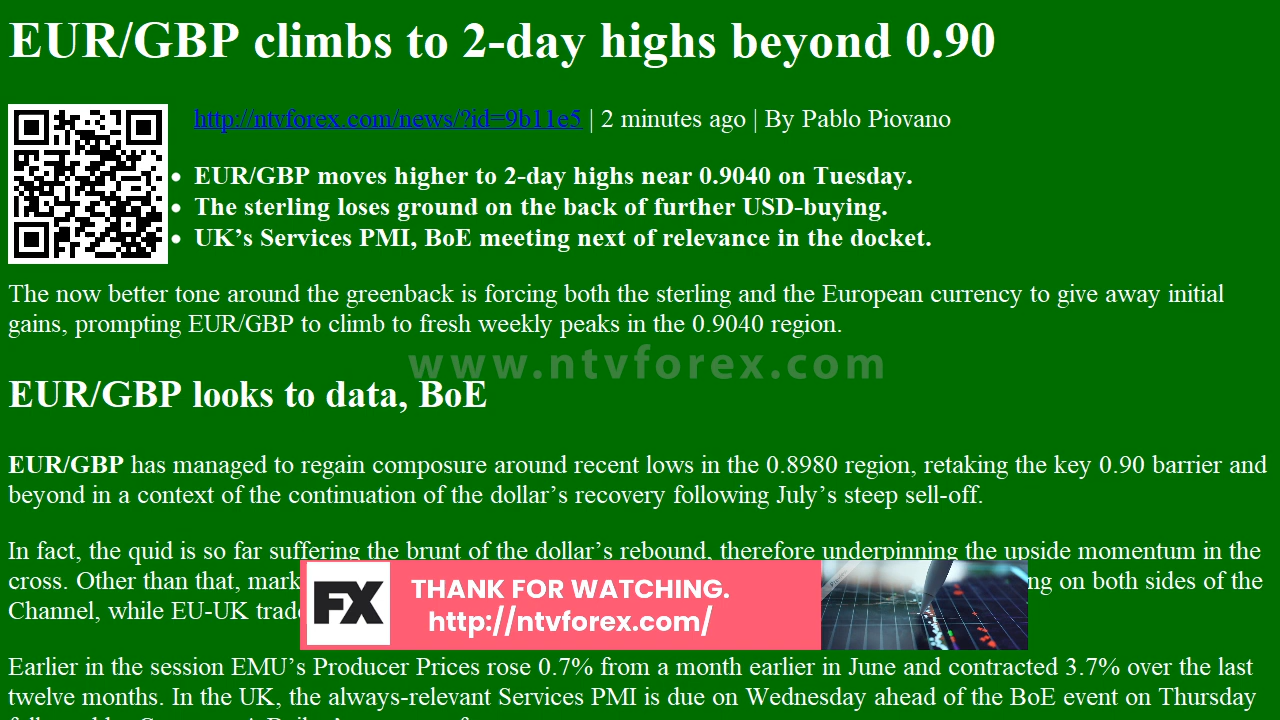 EUR/GBP climbs to 2-day highs beyond 0.90
http://ntvforex.com/news/?id=9b11e5 | 2 minutes ago | By Pablo Piovano
• EUR/GBP moves higher to 2-day highs near 0.9040 on Tuesday.
• The sterling loses ground on the back of further USD-buying.
• UK’s Services PMI, BoE meeting next of relevance in the docket.
The now better tone around the greenback is forcing both the sterling and the European currency to give away initial
gains, prompting EUR/GBP to climb to fresh weekly peaks in the 0.9040 region.
www.ntvforex.com
EUR/GBP looks to data, BoE
EUR/GBP has managed to regain composure around recent lows in the 0.8980 region, retaking the key 0.90 barrier and
beyond in a context of the continuation of the dollar’s recovery following July’s steep sell-off.
In fact, the quid is so far suffering the brunt of the dollar’s rebound, therefore underpinning the upside momentum in the
cross. Other than that, on both sides of the
Channel, while EU-UK
FX
THANK FOR WATCHING.
http://ntvforex.com/
Earlier in the session EMU’s Producer Prices rose 0.7% from a month earlier in June and contracted 3.7% over the last
twelve months. In the UK, the always-relevant Services PMI is due on Wednesday ahead of the BoE event on Thursday